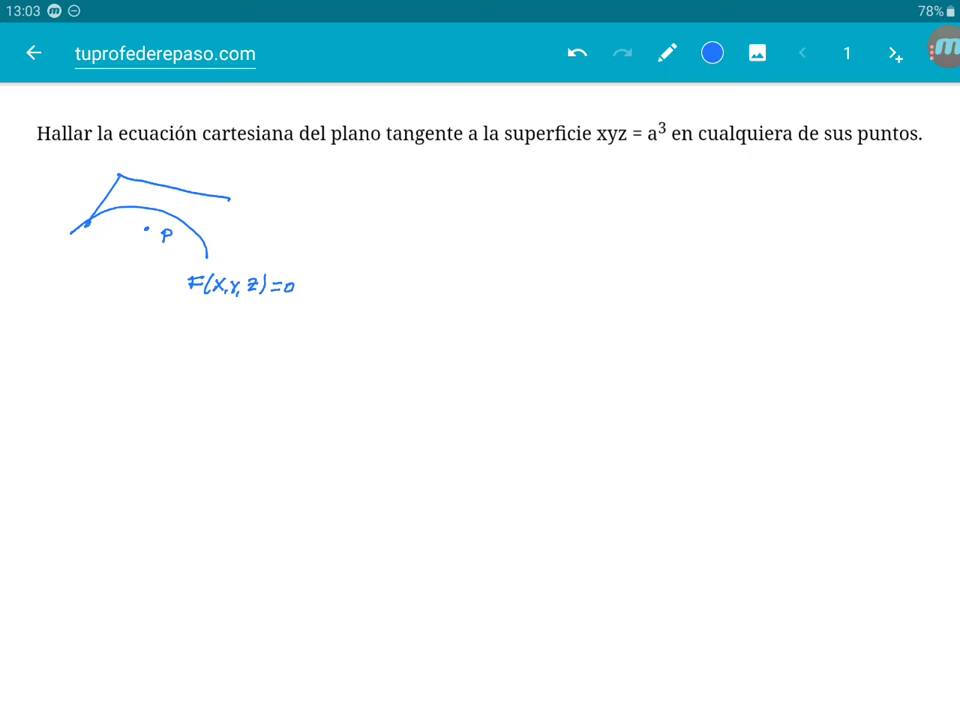 13:03 78%
tuprofederepaso.com 1
Hallar la ecuación cartesiana del plano tangente a la superficie xyz = a³ en cualquiera de sus puntos.
P
F(x,y,z)=0